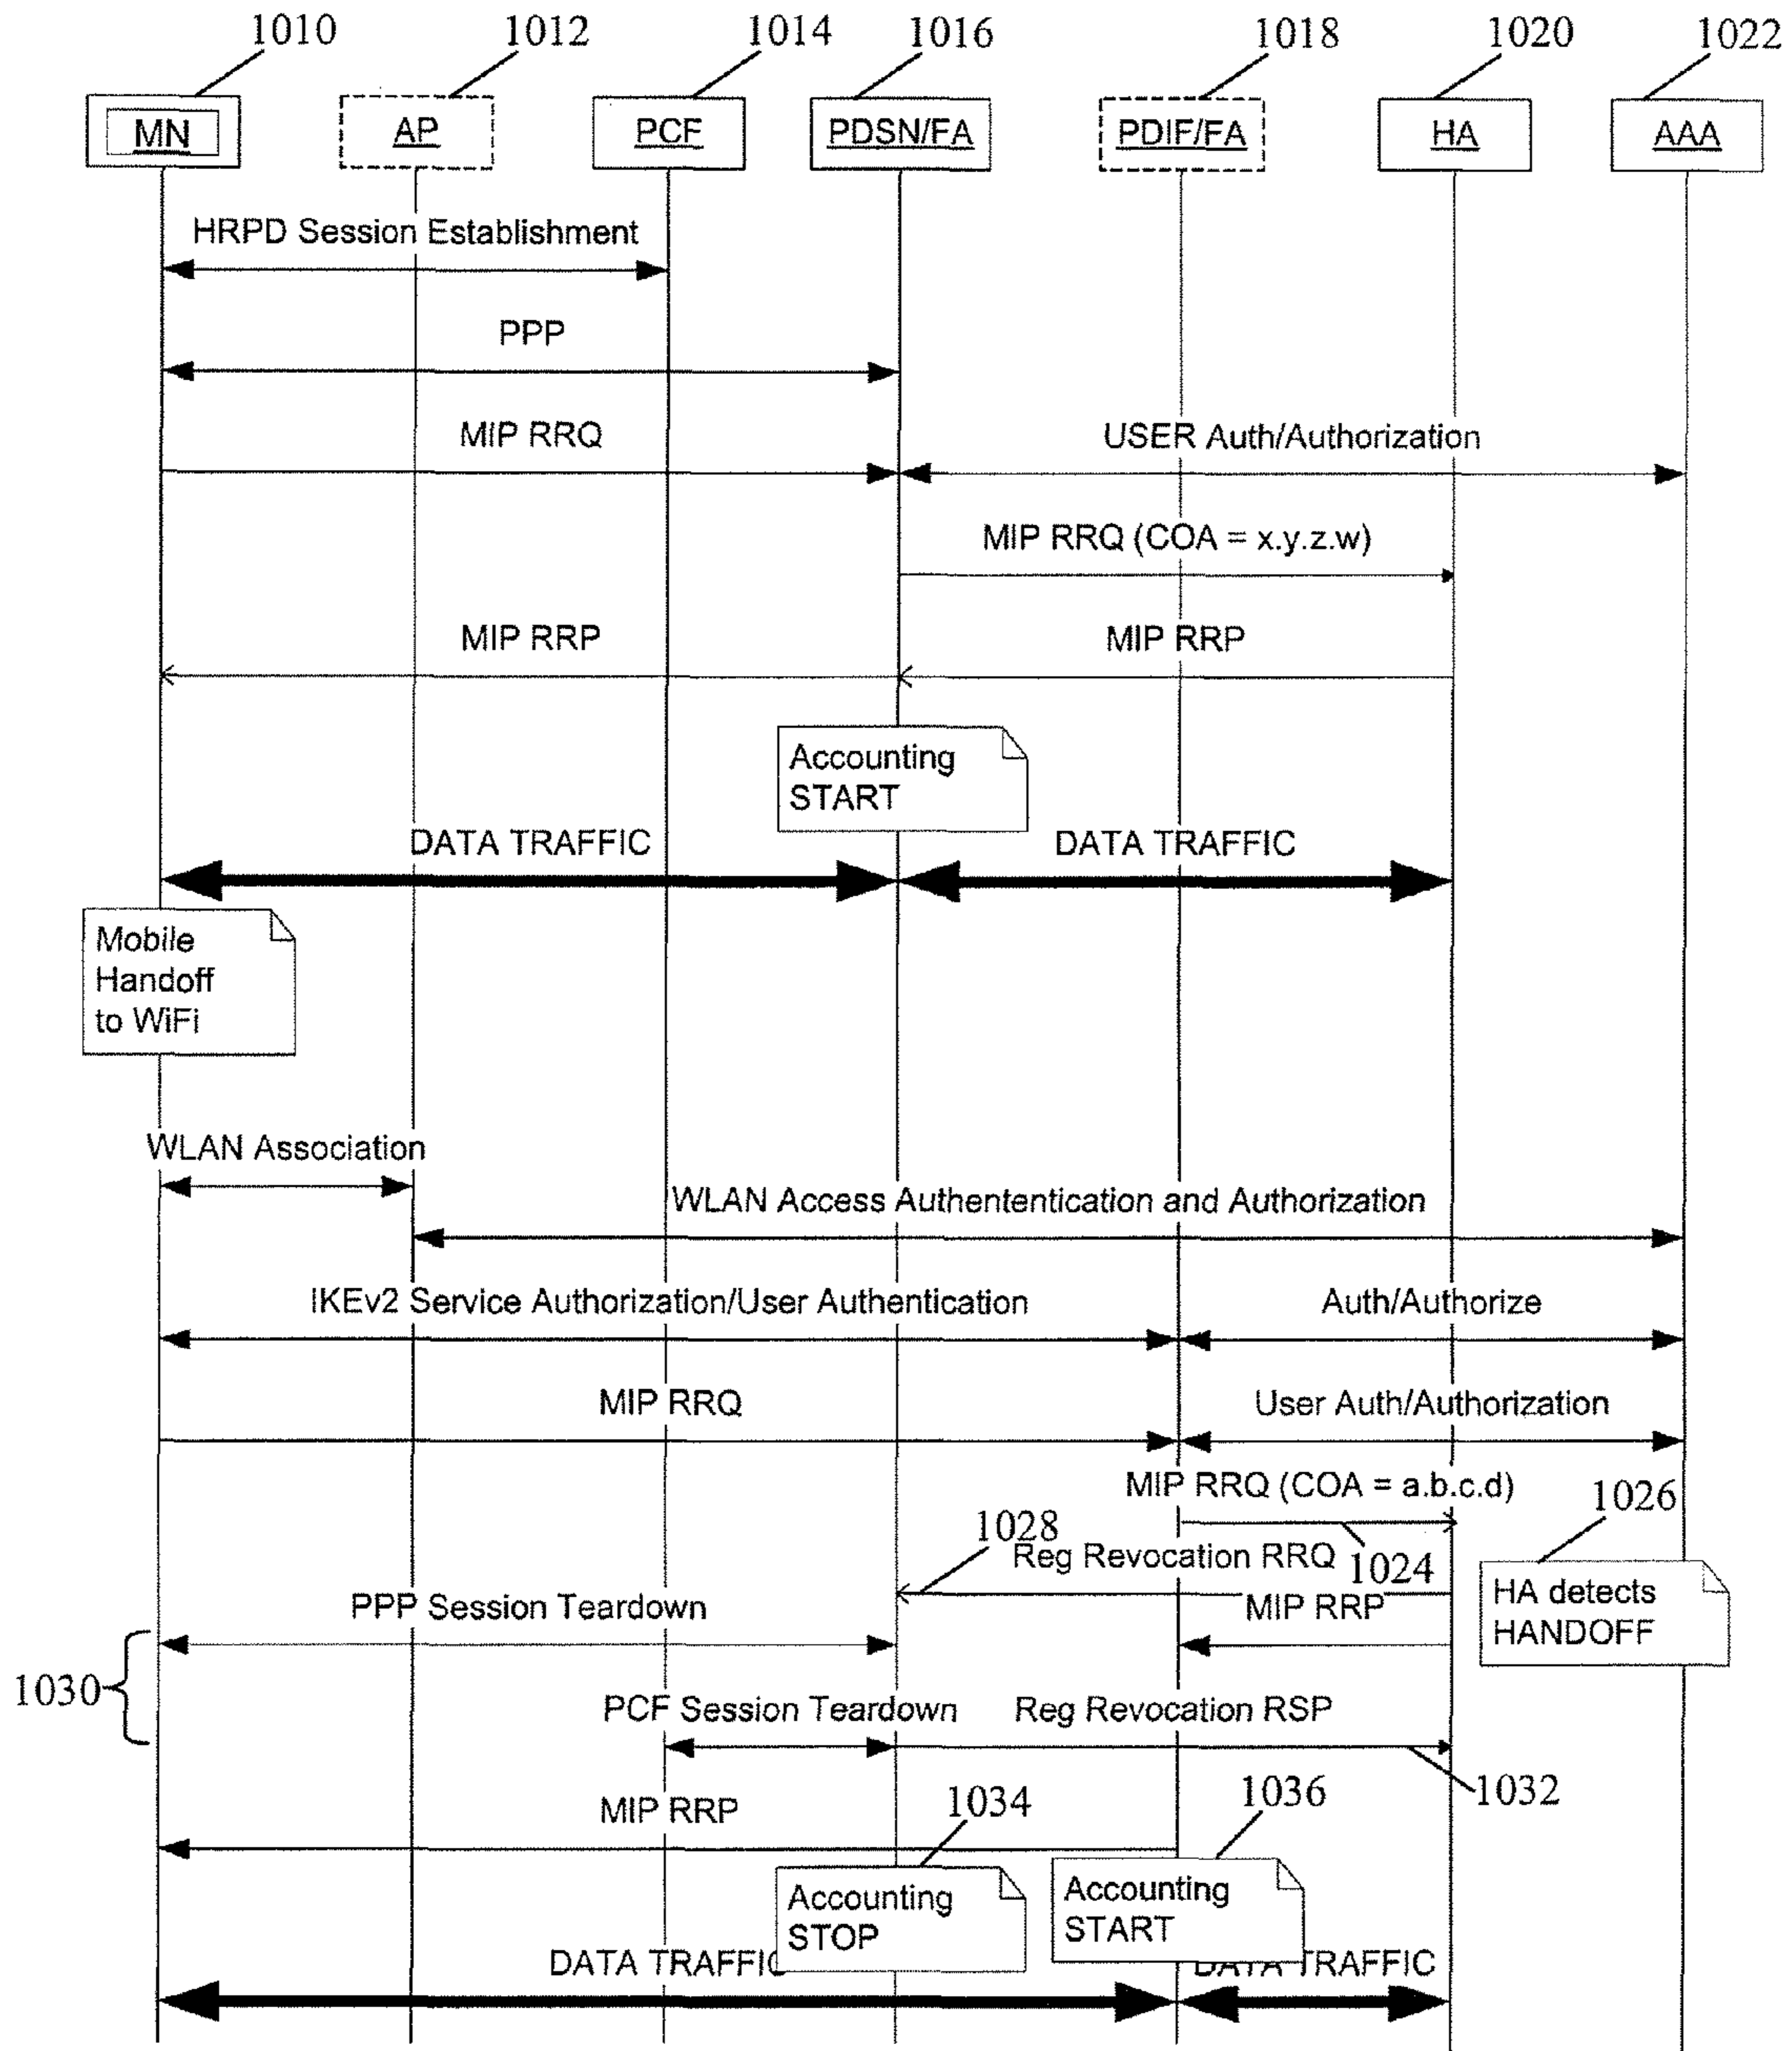 1010 1012 1014 1016 1018 1020 1022
MN AP PCF PDSN/FA PDIF/FA HA AAA
HRPD Session Establishment
PPP
MIP RRQ USER Auth/Authorization
MIP RRQ (COA = x.y.z.w)
MIP RRP MIP RRP
Accounting
START
DATA TRAFFIC DATA TRAFFIC
Mobile
Handoff
to WiFi
WLAN Association
WLAN Access Authententication and Authorization
IKEv2 Service Authorization/User Authentication Auth/Authorize
MIP RRQ User Auth/Authorization
MIP RRQ (COA = a.b.c.d)
1026
1028
Reg Revocation RRQ 1024
HA detects
HANDOFF
PPP Session Teardown MIP RRP
1030
PCF Session Teardown Reg Revocation RSP
1032
MIP RRP 1034 1036
Accounting
STOP
Accounting
START
DATA TRAFFIC DATA TRAFFIC